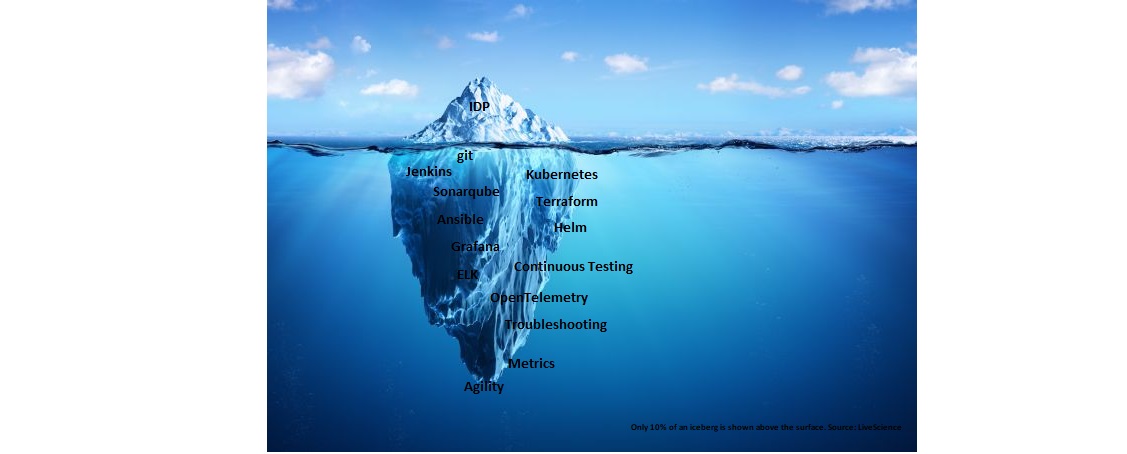 IDP
git
Jenkins
Kubernetes
Sonarqube
Terraform
Ansible
Helm
Grafana
Continuous Testing
ELK
OpenTelemetry
Troubleshooting
Metrics
Agility
Only 10% of an iceberg is shown above the surface. Source: LiveScience